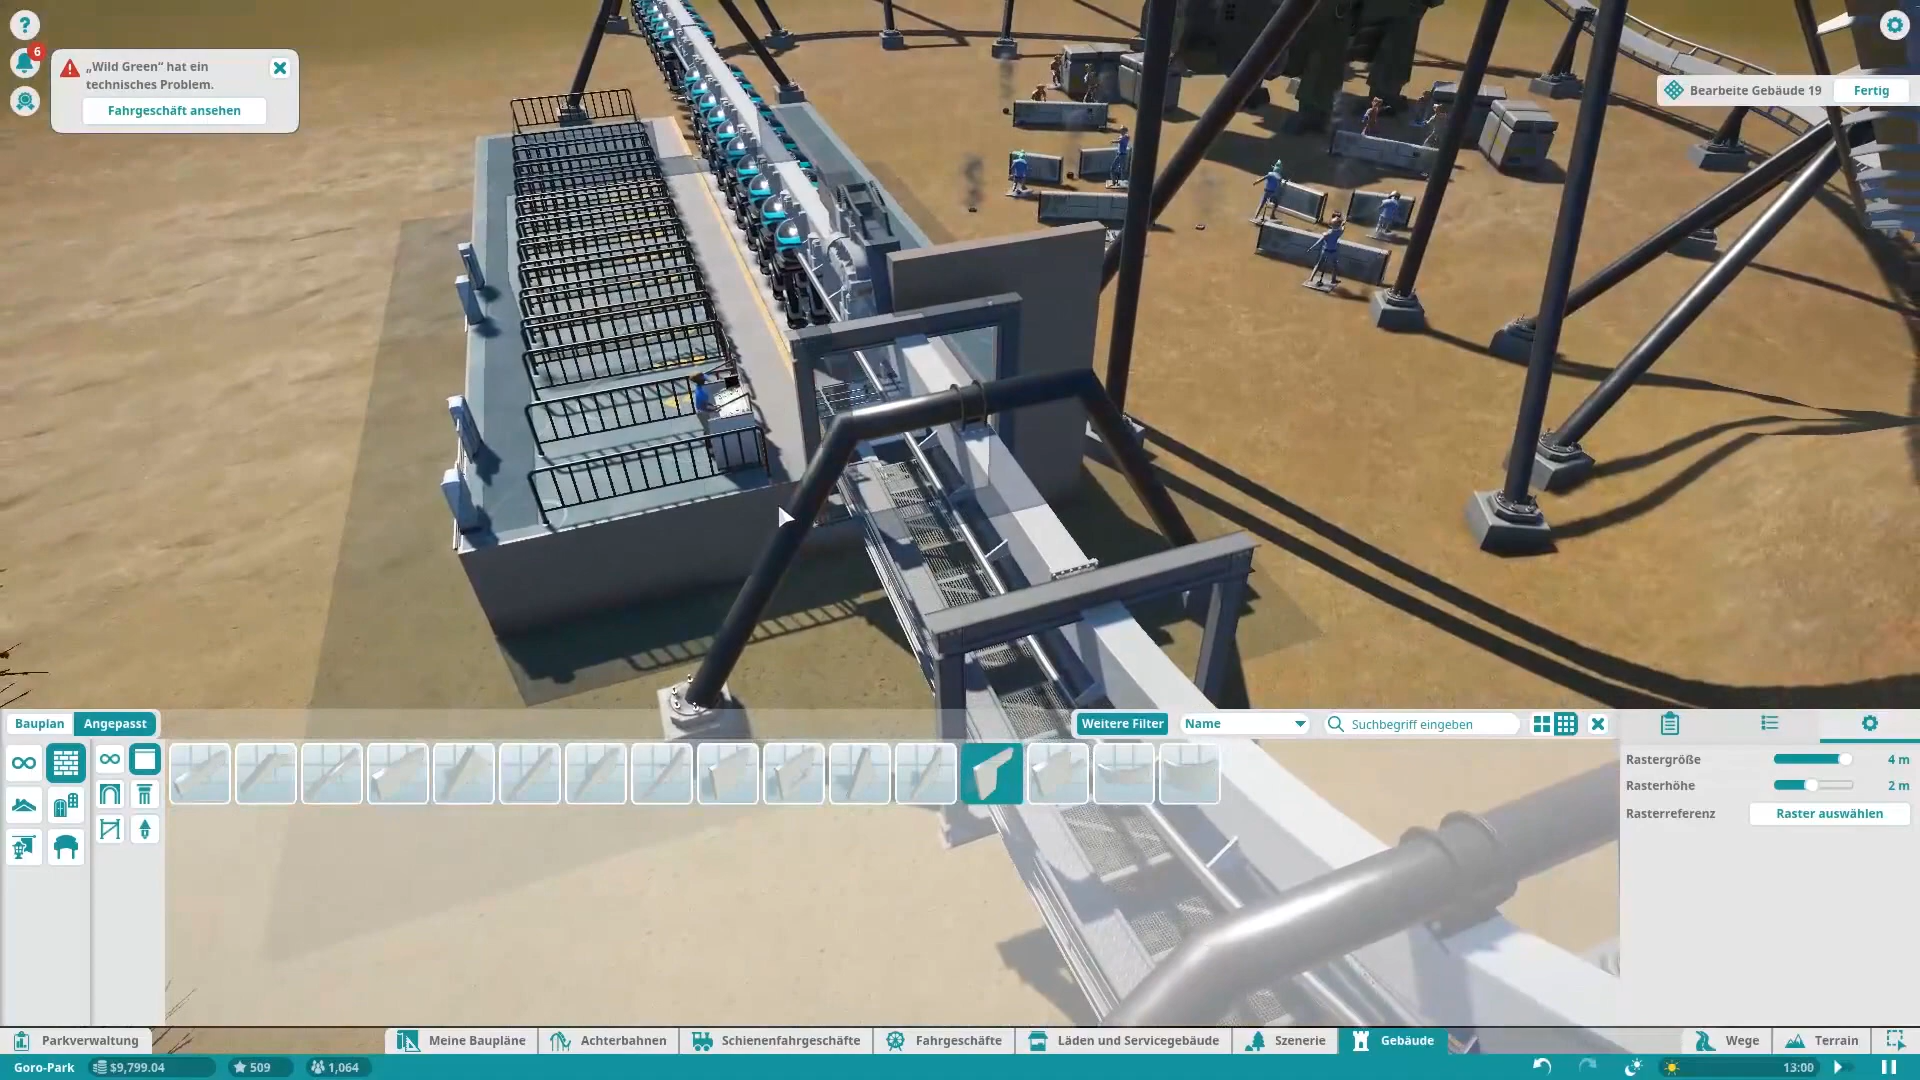 ?
6
„Wild Green“ hat ein
technisches Problem.
Fahrgeschäft ansehen
Bearbeite Gebäude 19
Fertig
Bauplan
Angepasst
Weitere Filter
Name
Suchbegriff eingeben
Rastergröße
4 m
Rasterhöhe
2 m
Rasterreferenz
Raster auswählen
Parkverwaltung
Meine Baupläne
Achterbahnen
Schienenfahrgeschäfte
Fahrgeschäfte
Läden und Servicegebäude
Szenerie
Gebäude
Wege
Terrain
Goro-Park
$9,799.04
509
1,064
13:00